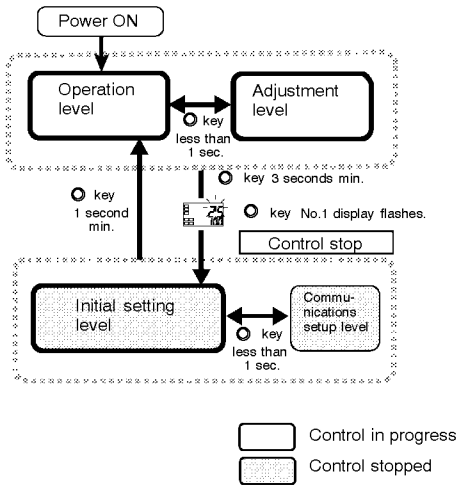 Power ON
Operation
level
Adjustment
level
key
less than
1 sec.
key 3 seconds min.
key
1 second
min.
25
100
key No.1 display flashes.
Control stop
Initial setting
level
Commu-
nications
setup level
key
less than
1 sec.
Control in progress
Control stopped